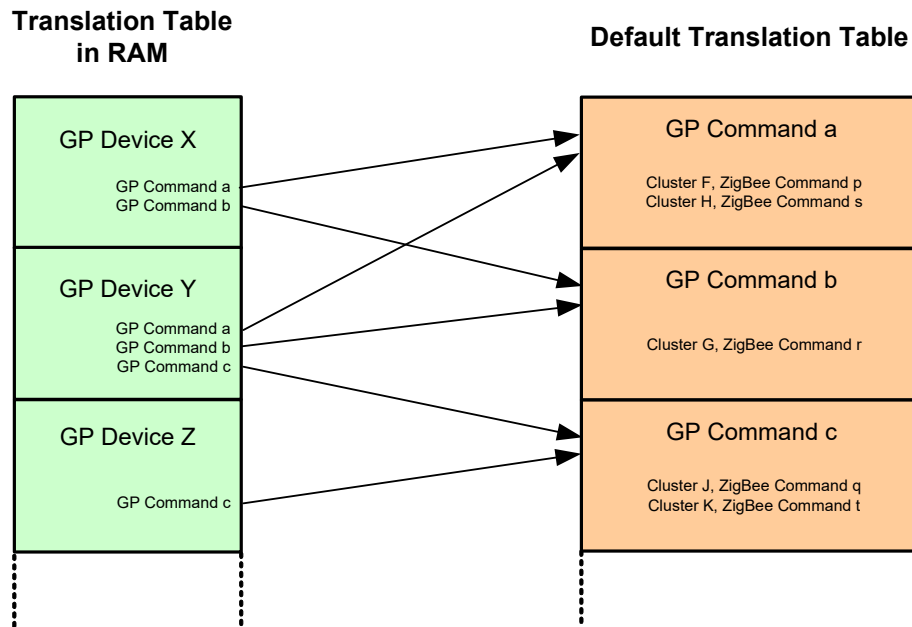 Translation Table
in RAM
GP Device X
GP Command a
GP Command b
GP Device Y
GP Command a
GP Command b
GP Command c
GP Device Z
GP Command c
Default Translation Table
GP Command a
Cluster F, ZigBee Command p
Cluster H, ZigBee Command s
GP Command b
Cluster G, ZigBee Command r
GP Command c
Cluster J, ZigBee Command q
Cluster K, ZigBee Command t